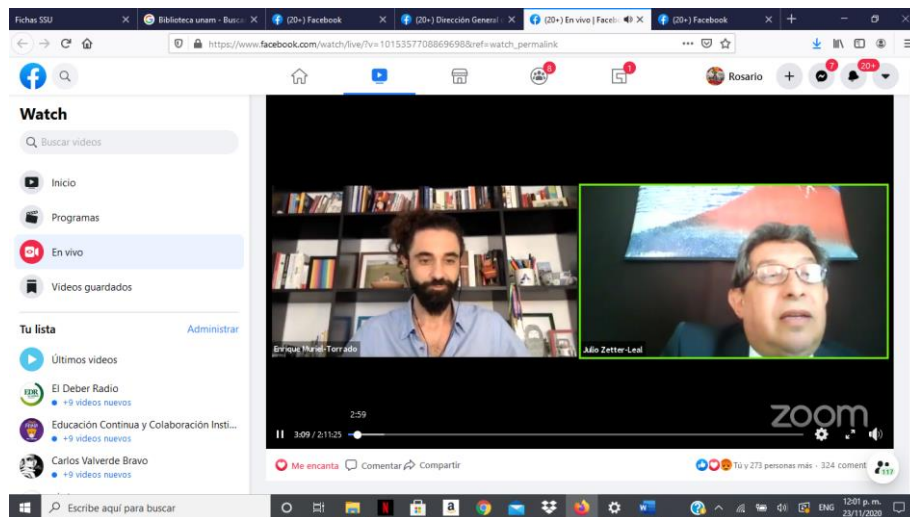 Fichas SSU
Biblioteca unam - Busca
(20+) Facebook
(20+) Dirección General
(20+) En vivo | Faceb
(20+) Facebook
https://www.facebook.com/watch/live/?v=1015357708869698&ref=watch_permalink
8
1
Rosario
7
20+
Watch
Buscar videos
Inicio
Programas
En vivo
Videos guardados
Tu lista
Administrar
Últimos videos
El Deber Radio
+9 videos nuevos
Educación Continua y Colaboración Insti...
+9 videos nuevos
Carlos Valverde Bravo
+9 videos nuevos
Enrique Muriel-Torrado
Julio Zetter-Leal
2:59
zoom
3:09 / 2:11:25
Me encanta
Comentar
Compartir
Tú y 273 personas más · 324 coment
117
Escribe aquí para buscar
ENG
12:01 p. m.
23/11/2020